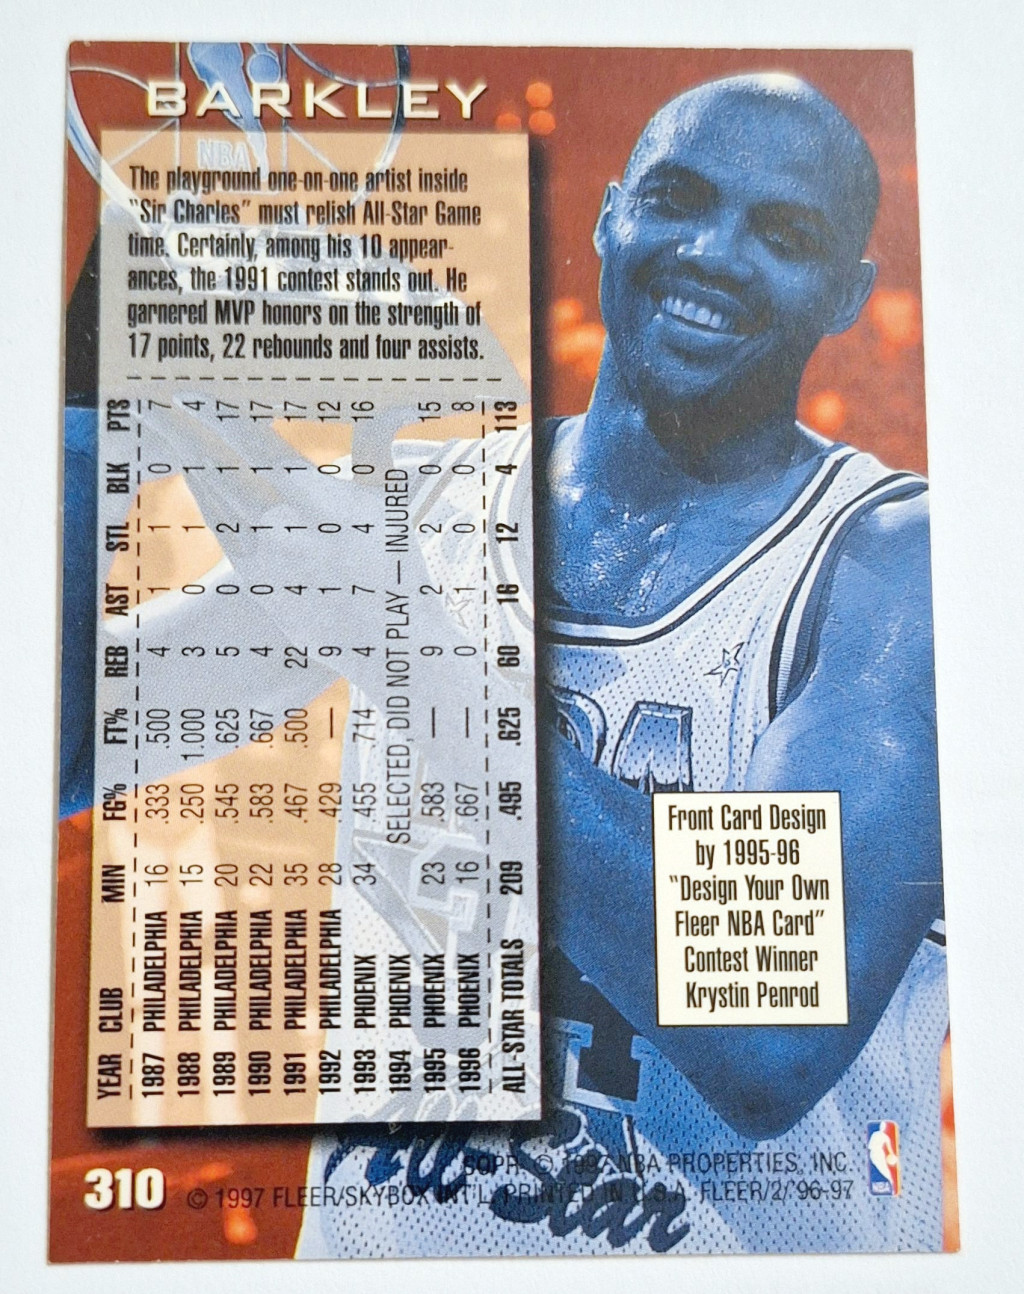 BARKLEY
NBA
The playground one-on-one artist inside
"Sir Charles" must relish All-Star Game
time. Certainly, among his 10 appear-
ances, the 1991 contest stands out. He
garnered MVP honors on the strength of
17 points, 22 rebounds and four assists.
YEAR CLUB MIN FG% FT% REB AST STL BLK PTS
1987 PHILADELPHIA 16 .333 .500 4 1 1 0 7
1988 PHILADELPHIA 15 .250 1.000 3 0 1 1 4
1989 PHILADELPHIA 20 .545 .625 5 0 2 1 17
1990 PHILADELPHIA 22 .583 .667 4 0 1 1 17
1991 PHILADELPHIA 35 .467 .500 22 4 1 1 17
1992 PHILADELPHIA 28 .429 — 9 1 0 0 12
1993 PHOENIX 34 .455 .714 4 7 4 0 16
1994 PHOENIX SELECTED, DID NOT PLAY — INJURED
1995 PHOENIX 23 .583 — 9 2 2 0 15
1996 PHOENIX 16 .667 — 0 1 0 0 8
ALL-STAR TOTALS 209 .495 .625 60 16 12 4 113
Front Card Design
by 1995-96
"Design Your Own
Fleer NBA Card"
Contest Winner
Krystin Penrod
All Star
310
COPR. © 1997 NBA PROPERTIES, INC.
© 1997 FLEER/SKYBOX INT'L, PRINTED IN U.S.A. FLEER/2/'96-97
NBA